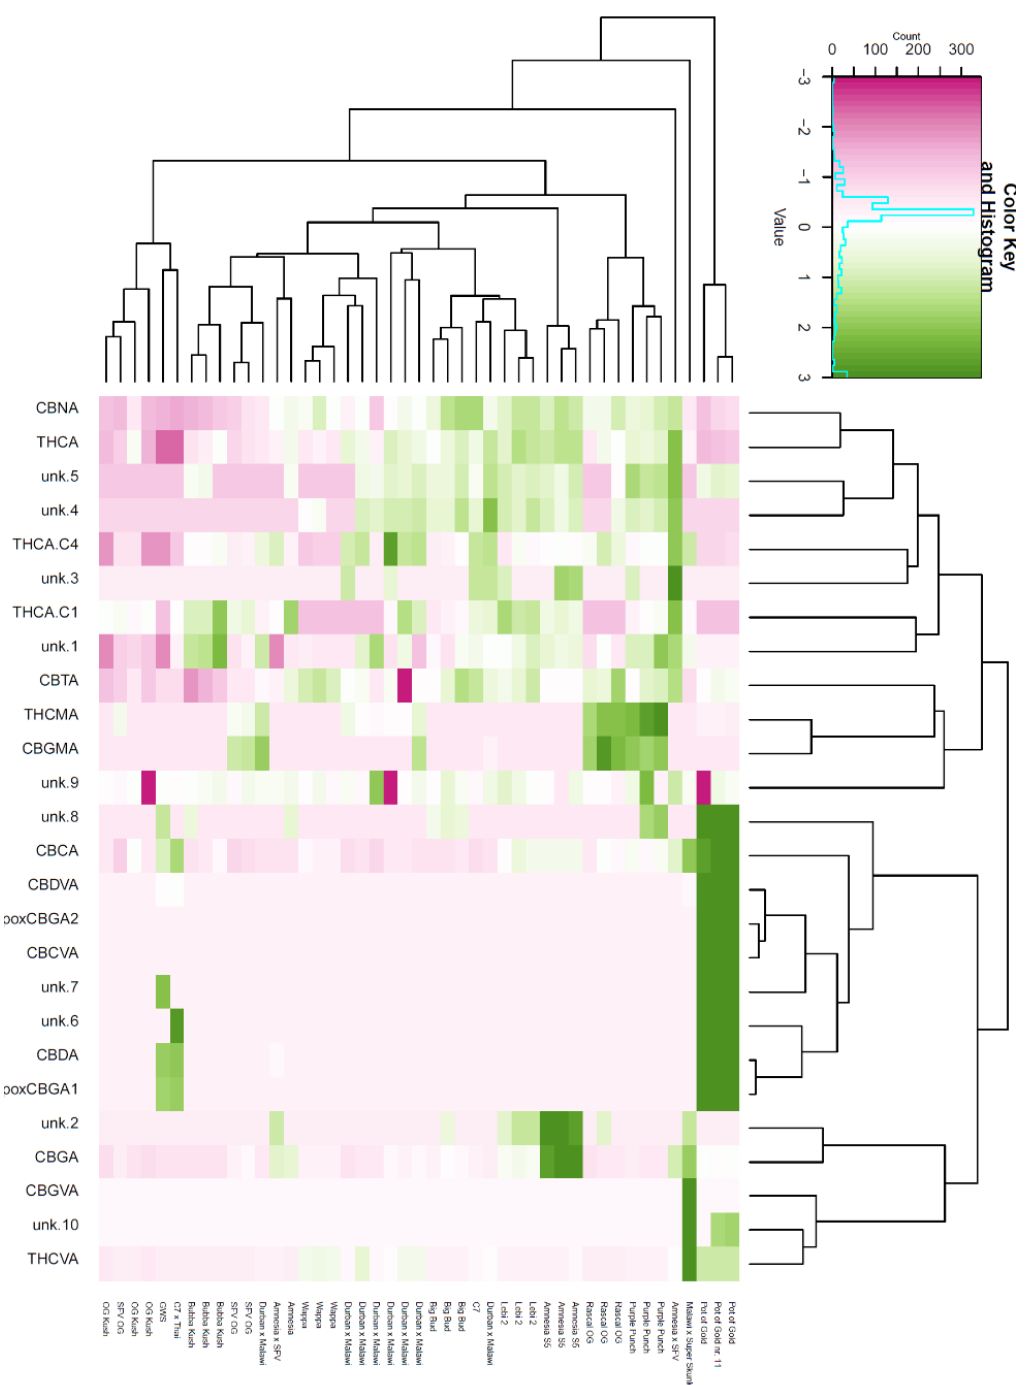 Count
0 100 200 300
Color Key
and Histogram
-3 -2 -1 0 1 2 3
Value
CBNA
THCA
unk.5
unk.4
THCA.C4
unk.3
THCA.C1
unk.1
CBTA
THCMA
CBGMA
unk.9
unk.8
CBCA
CBDVA
ooxCBGA2
CBCVA
unk.7
unk.6
CBDA
ooxCBGA1
unk.2
CBGA
CBGVA
unk.10
THCVA
OG Kush
SFV OG
OG Kush
OG Kush
GWS
C7 x Thai
Bubba Kush
Bubba Kush
Bubba Kush
SFV OG
SFV OG
Durban x Malawi
Amnesia x SFV
Amnesia
Wappa
Wappa
Wappa
Durban x Malawi
Durban x Malawi
Durban x Malawi
Durban x Malawi
Durban x Malawi
Durban x Malawi
Big Bud
Big Bud
Big Bud
C7
Durban x Malawi
Lebi 2
Lebi 2
Lebi 2
Amnesia S5
Amnesia S5
Amnesia S5
Rascal OG
Rascal OG
Rascal OG
Purple Punch
Purple Punch
Purple Punch
Amnesia x SFV
Malawi x Super Skunk
Pot of Gold
Pot of Gold nr. 11
Pot of Gold